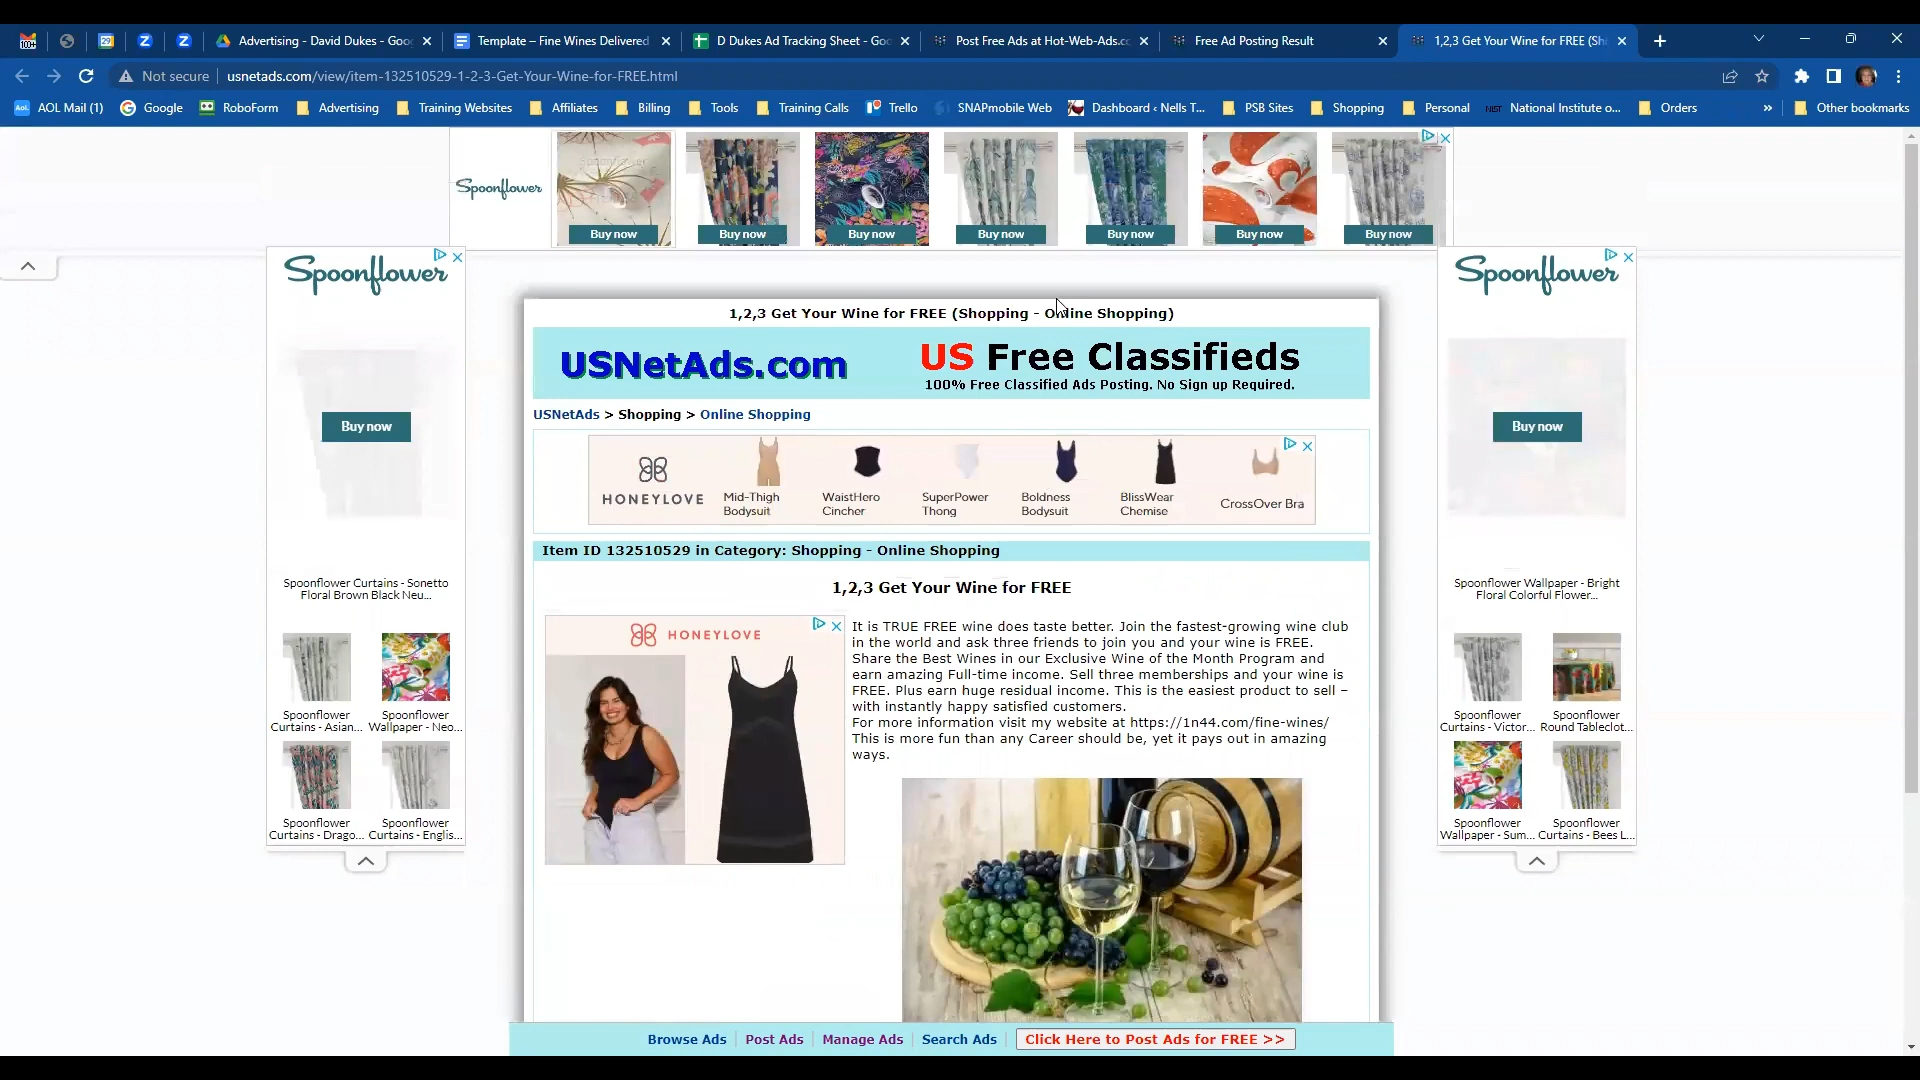 100+
29
Z
Z
Advertising - David Dukes - Goo
Template – Fine Wines Delivered
D Dukes Ad Tracking Sheet - Goo
Post Free Ads at Hot-Web-Ads.co
Free Ad Posting Result
1,2,3 Get Your Wine for FREE (Sh
Not secure
usnetads.com/view/item-132510529-1-2-3-Get-Your-Wine-for-FREE.html
Aol. AOL Mail (1)
Google
RoboForm
Advertising
Training Websites
Affiliates
Billing
Tools
Training Calls
Trello
SNAPmobile Web
Dashboard ‹ Nells T...
PSB Sites
Shopping
Personal
NIST National Institute o...
Orders
»
Other bookmarks
Spoonflower
Buy now
Buy now
Buy now
Buy now
Buy now
Buy now
Buy now
Spoonflower
Buy now
Spoonflower Curtains - Sonetto
Floral Brown Black Neu...
Spoonflower
Curtains - Asian...
Spoonflower
Wallpaper - Neo...
Spoonflower
Curtains - Drago...
Spoonflower
Curtains - Englis...
1,2,3 Get Your Wine for FREE (Shopping - Online Shopping)
USNetAds.com
US Free Classifieds
100% Free Classified Ads Posting. No Sign up Required.
USNetAds > Shopping > Online Shopping
HONEYLOVE
Mid-Thigh
Bodysuit
WaistHero
Cincher
SuperPower
Thong
Boldness
Bodysuit
BlissWear
Chemise
CrossOver Bra
Item ID 132510529 in Category: Shopping - Online Shopping
1,2,3 Get Your Wine for FREE
HONEYLOVE
It is TRUE FREE wine does taste better. Join the fastest-growing wine club
in the world and ask three friends to join you and your wine is FREE.
Share the Best Wines in our Exclusive Wine of the Month Program and
earn amazing Full-time income. Sell three memberships and your wine is
FREE. Plus earn huge residual income. This is the easiest product to sell –
with instantly happy satisfied customers.
For more information visit my website at https://1n44.com/fine-wines/
This is more fun than any Career should be, yet it pays out in amazing
ways.
Spoonflower
Buy now
Spoonflower Wallpaper - Bright
Floral Colorful Flower...
Spoonflower
Curtains - Victor...
Spoonflower
Round Tableclot...
Spoonflower
Wallpaper - Sum...
Spoonflower
Curtains - Bees L...
Browse Ads
Post Ads
Manage Ads
Search Ads
Click Here to Post Ads for FREE >>